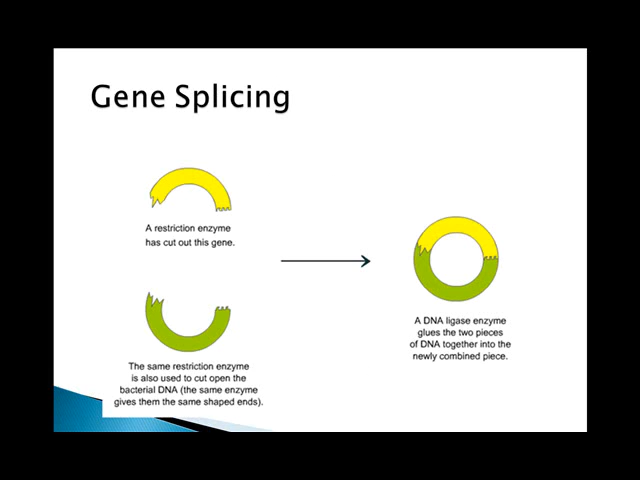 Gene Splicing
A restriction enzyme
has cut out this gene.
The same restriction enzyme
is also used to cut open the
bacterial DNA (the same enzyme
gives them the same shaped ends).
A DNA ligase enzyme
glues the two pieces
of DNA together into the
newly combined piece.